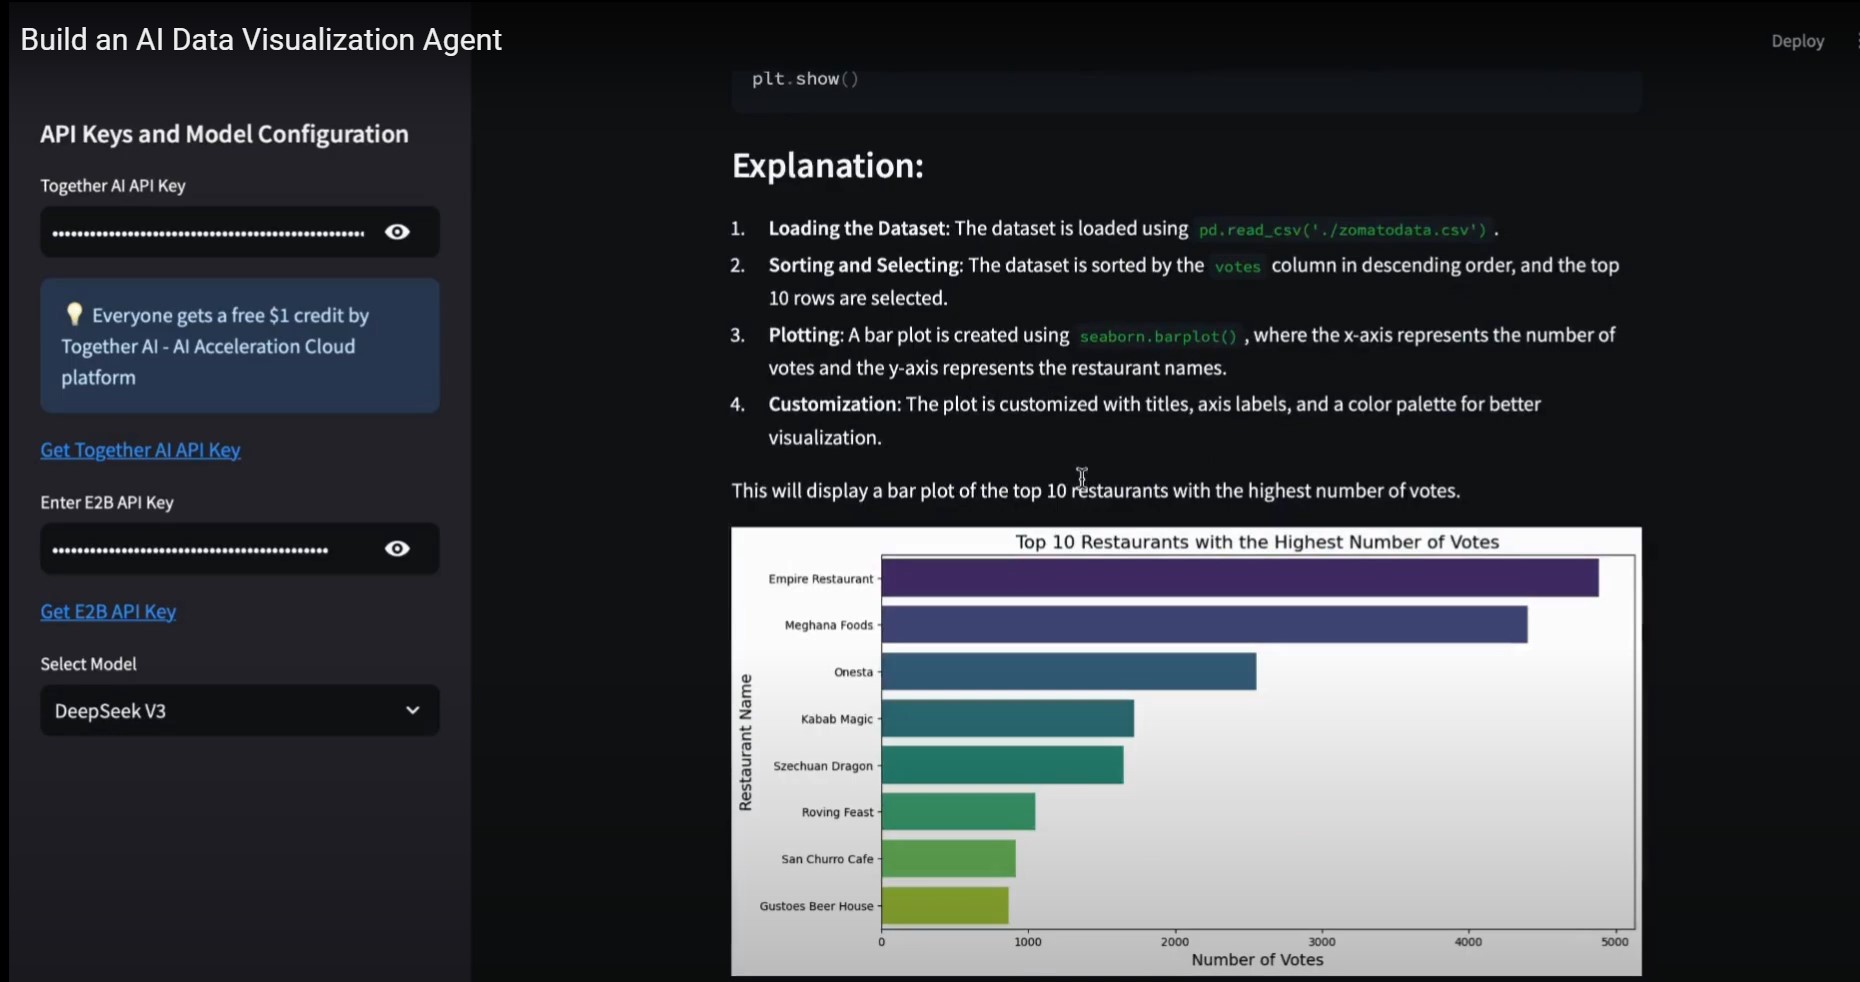 Build an AI Data Visualization Agent
Deploy
API Keys and Model Configuration
Together AI API Key
••••••••••••••••••••••••••••••••••••••••••••••••••
💡 Everyone gets a free $1 credit by
Together AI - AI Acceleration Cloud
platform
Get Together AI API Key
Enter E2B API Key
••••••••••••••••••••••••••••••••••••••••••••
Get E2B API Key
Select Model
DeepSeek V3
plt.show()
Explanation:
1. Loading the Dataset: The dataset is loaded using pd.read_csv('./zomatodata.csv') .
2. Sorting and Selecting: The dataset is sorted by the votes column in descending order, and the top
10 rows are selected.
3. Plotting: A bar plot is created using seaborn.barplot() , where the x-axis represents the number of
votes and the y-axis represents the restaurant names.
4. Customization: The plot is customized with titles, axis labels, and a color palette for better
visualization.
This will display a bar plot of the top 10 restaurants with the highest number of votes.
Top 10 Restaurants with the Highest Number of Votes
Restaurant Name
Empire Restaurant
Meghana Foods
Onesta
Kabab Magic
Szechuan Dragon
Roving Feast
San Churro Cafe
Gustoes Beer House
0 1000 2000 3000 4000 5000
Number of Votes